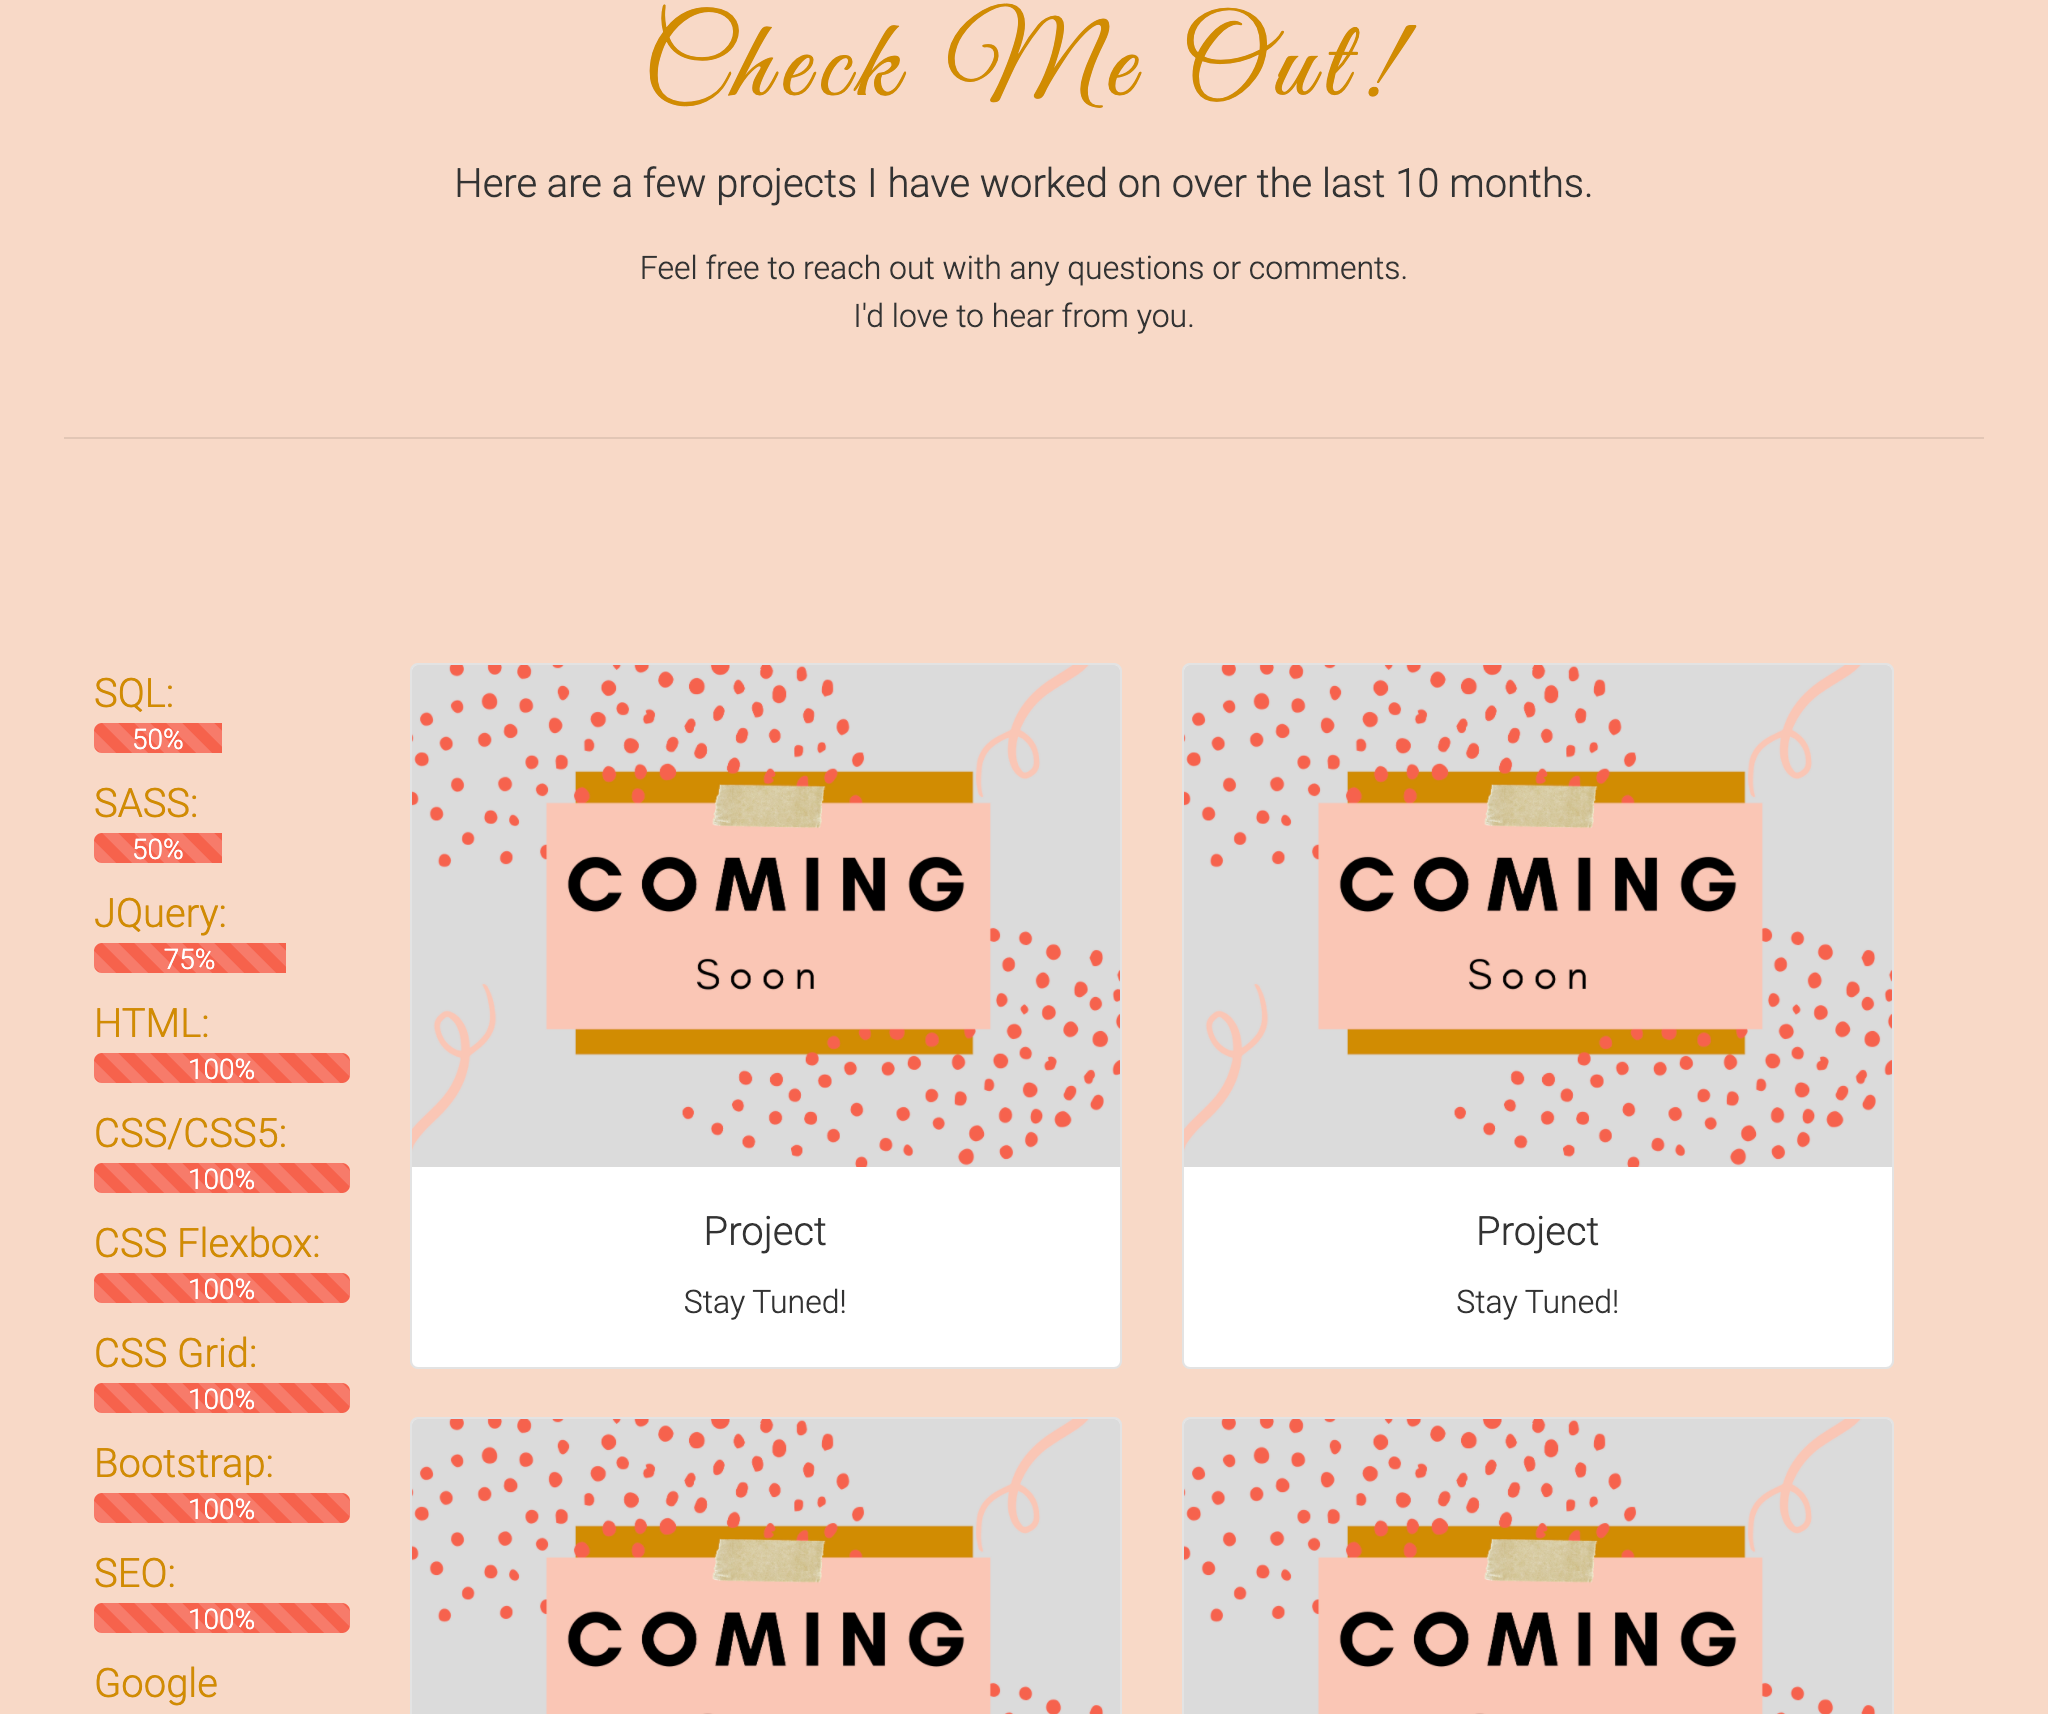 Check Me Out!
Here are a few projects I have worked on over the last 10 months.
Feel free to reach out with any questions or comments.
I'd love to hear from you.
SQL:
50%
SASS:
50%
JQuery:
75%
HTML:
100%
CSS/CSS5:
100%
CSS Flexbox:
100%
CSS Grid:
100%
Bootstrap:
100%
SEO:
100%
Google
COMING
Soon
Project
Stay Tuned!
COMING
Soon
Project
Stay Tuned!
COMING
COMING